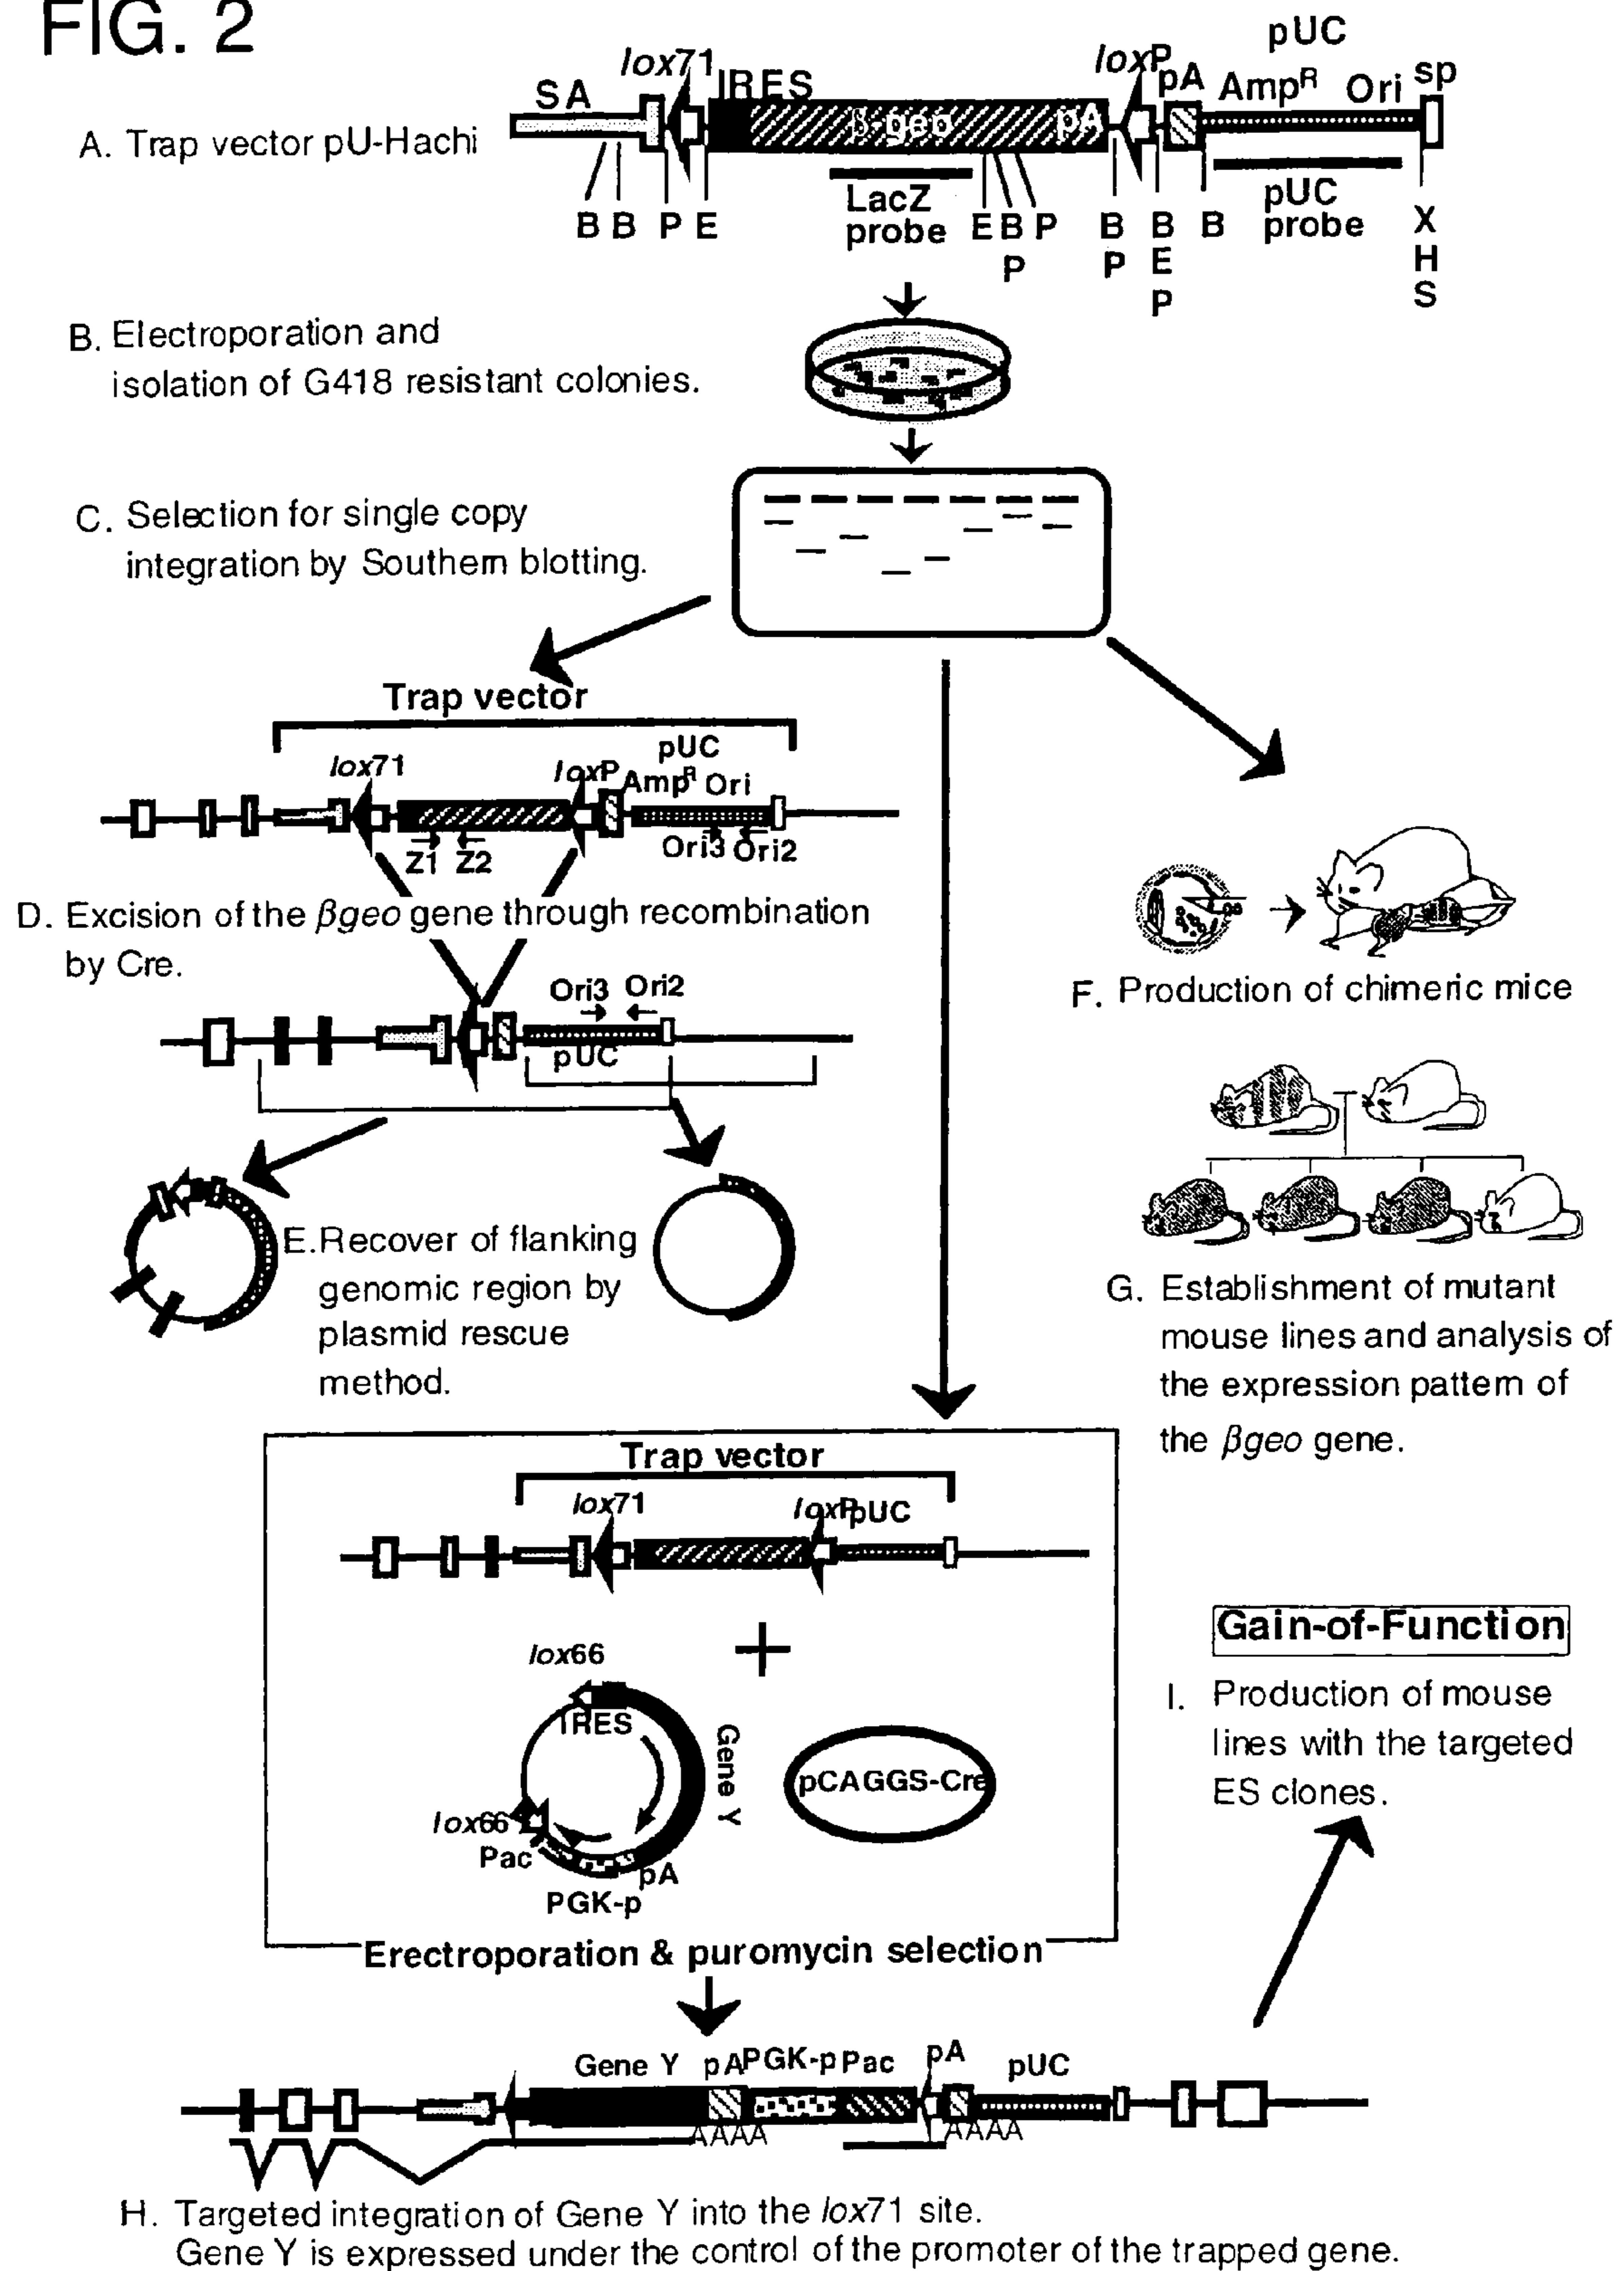 FIG. 2
pUC
lox71 IRES loxP pA AmpR Ori sp
SA
β-geo pA
A. Trap vector pU-Hachi
LacZ
probe
pUC
probe
B B P E E B P B B B X
P P E H
P S
B. Electroporation and
isolation of G418 resistant colonies.
C. Selection for single copy
integration by Southern blotting.
Trap vector
pUC
lox71 loxP AmpR Ori
Z1 Z2 Ori3 Ori2
D. Excision of the βgeo gene through recombination
by Cre.
Ori3 Ori2
pUC
E.Recover of flanking
genomic region by
plasmid rescue
method.
F. Production of chimeric mice
G. Establishment of mutant
mouse lines and analysis of
the expression pattern of
the βgeo gene.
Trap vector
lox71 loxP pUC
+
lox66
IRES
Gene Y
pCAGGS-Cre
lox66
Pac
pA
PGK-p
Erectroporation & puromycin selection
Gain-of-Function
I. Production of mouse
lines with the targeted
ES clones.
Gene Y pA PGK-p Pac pA pUC
AAAA AAAA
H. Targeted integration of Gene Y into the lox71 site.
Gene Y is expressed under the control of the promoter of the trapped gene.